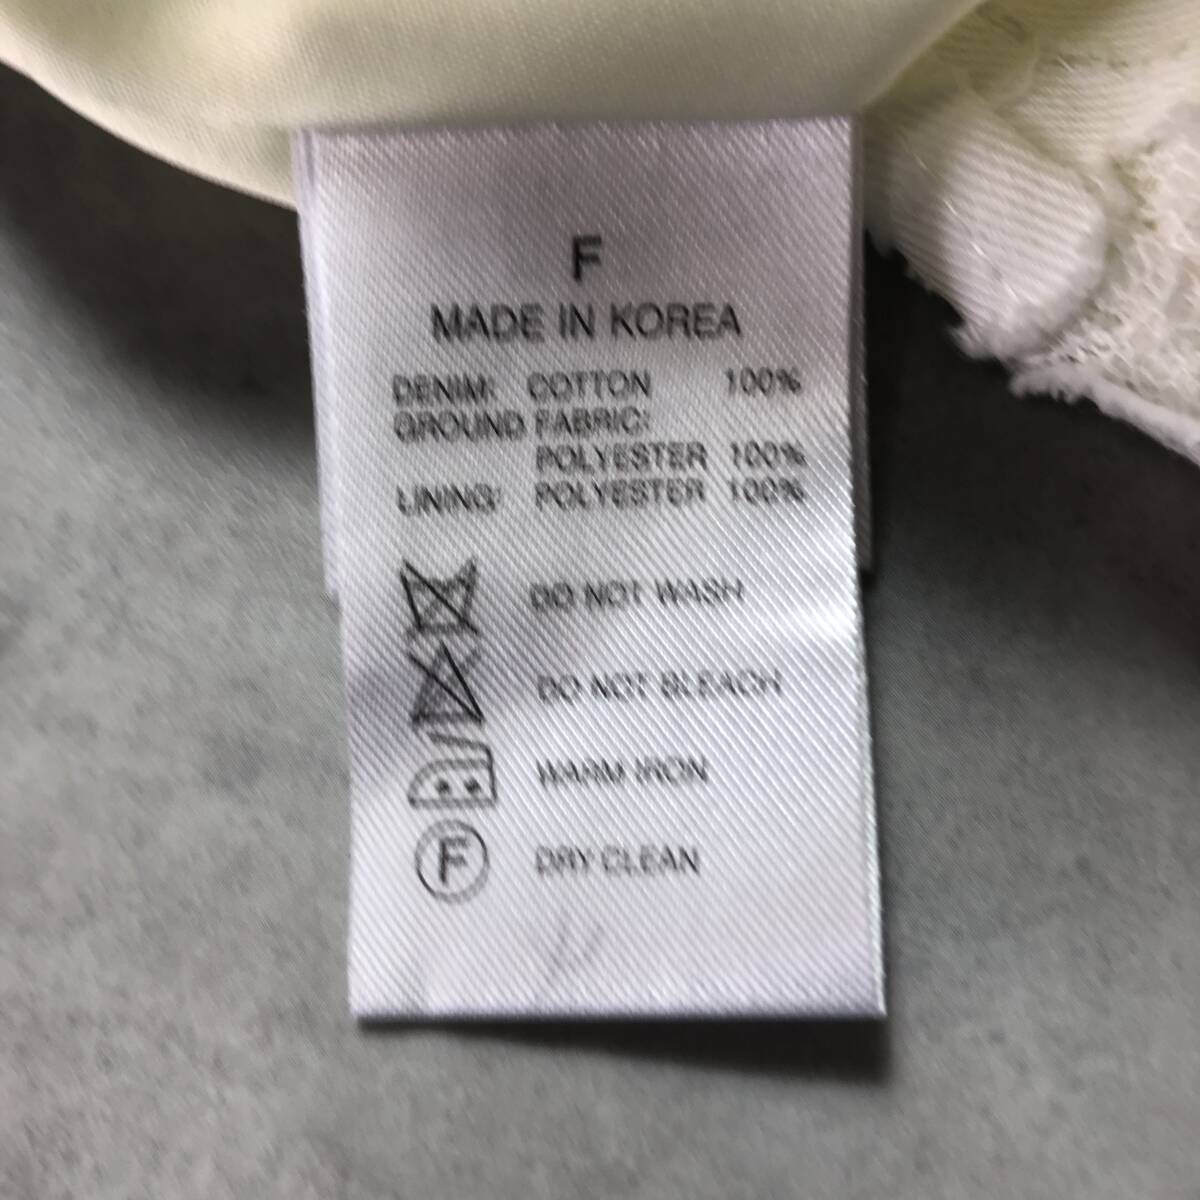 F
MADE IN KOREA
DENIM: COTTON 100%
GROUND FABRIC:
POLYESTER 100%
LINING: POLYESTER 100%
DO NOT WASH
DO NOT BLEACH
WARM IRON
F DRY CLEAN